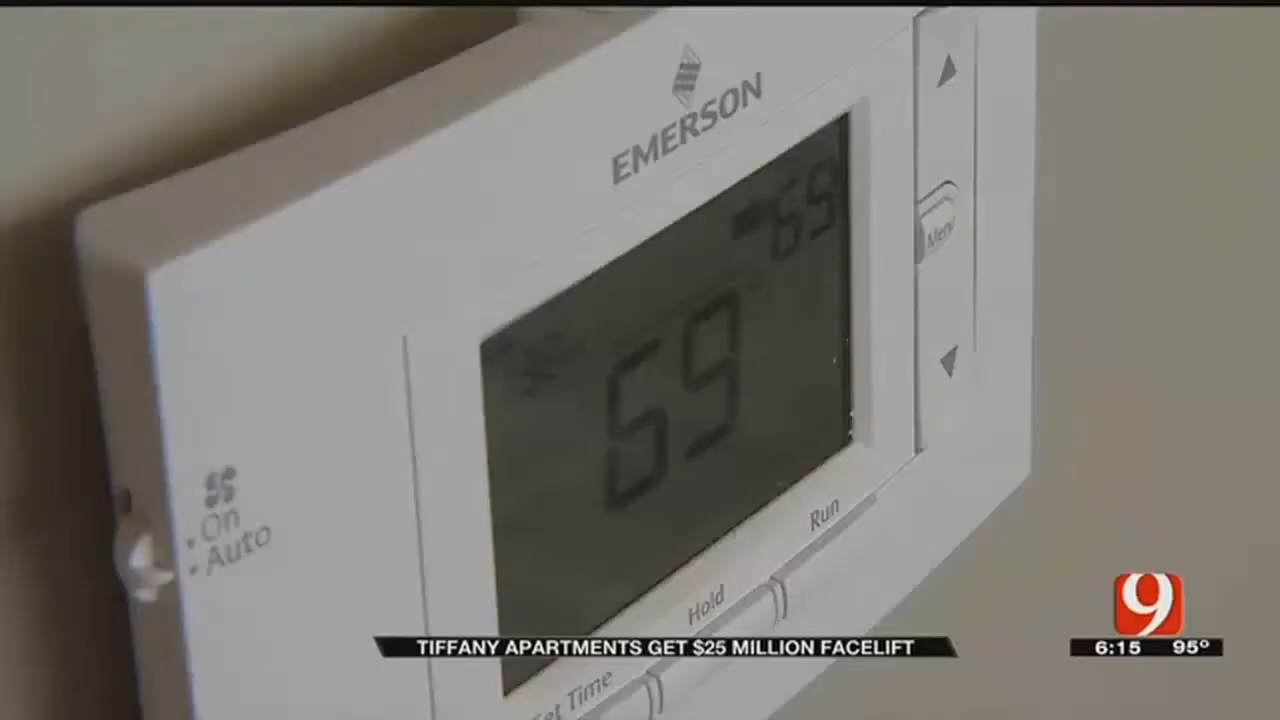 EMERSON
65
69
Menu
On
Auto
Run
Hold
Set Time
TIFFANY APARTMENTS GET $25 MILLION FACELIFT
9
6:15 95°